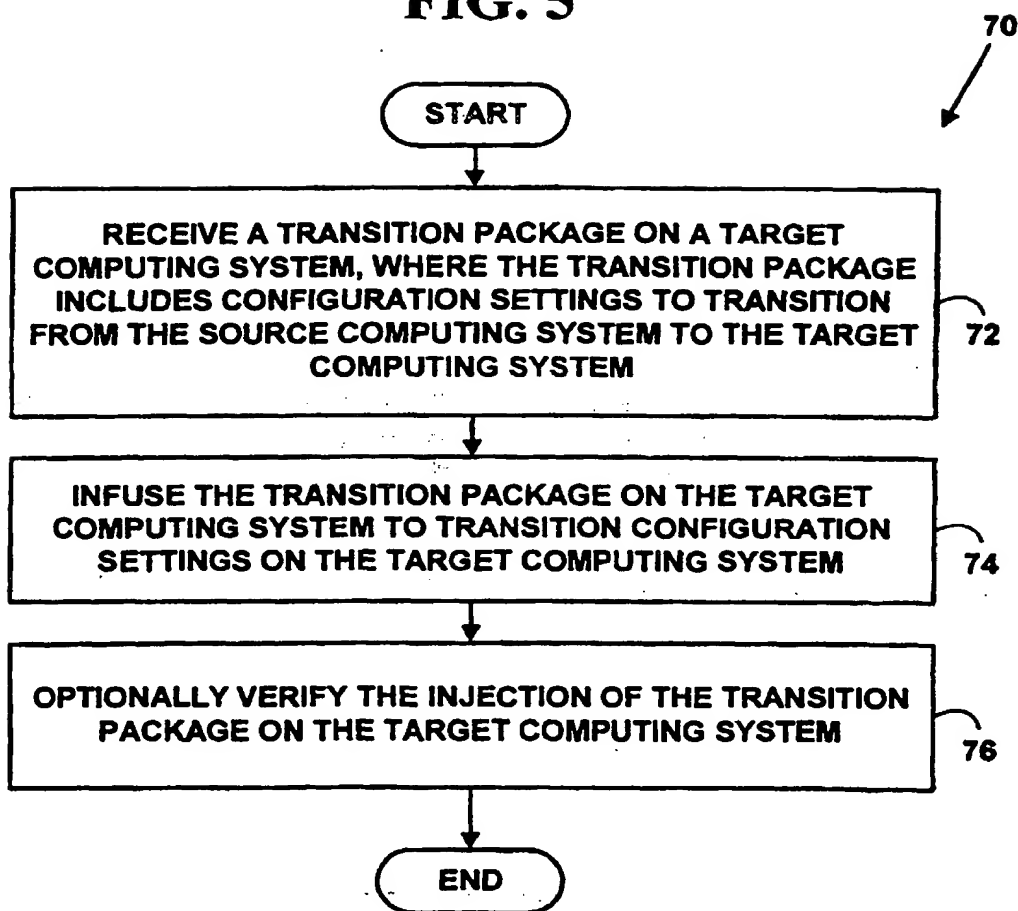 FIG. 5
70
START
RECEIVE A TRANSITION PACKAGE ON A TARGET
COMPUTING SYSTEM, WHERE THE TRANSITION PACKAGE
INCLUDES CONFIGURATION SETTINGS TO TRANSITION
FROM THE SOURCE COMPUTING SYSTEM TO THE TARGET
COMPUTING SYSTEM
72
INFUSE THE TRANSITION PACKAGE ON THE TARGET
COMPUTING SYSTEM TO TRANSITION CONFIGURATION
SETTINGS ON THE TARGET COMPUTING SYSTEM
74
OPTIONALLY VERIFY THE INJECTION OF THE TRANSITION
PACKAGE ON THE TARGET COMPUTING SYSTEM
76
END